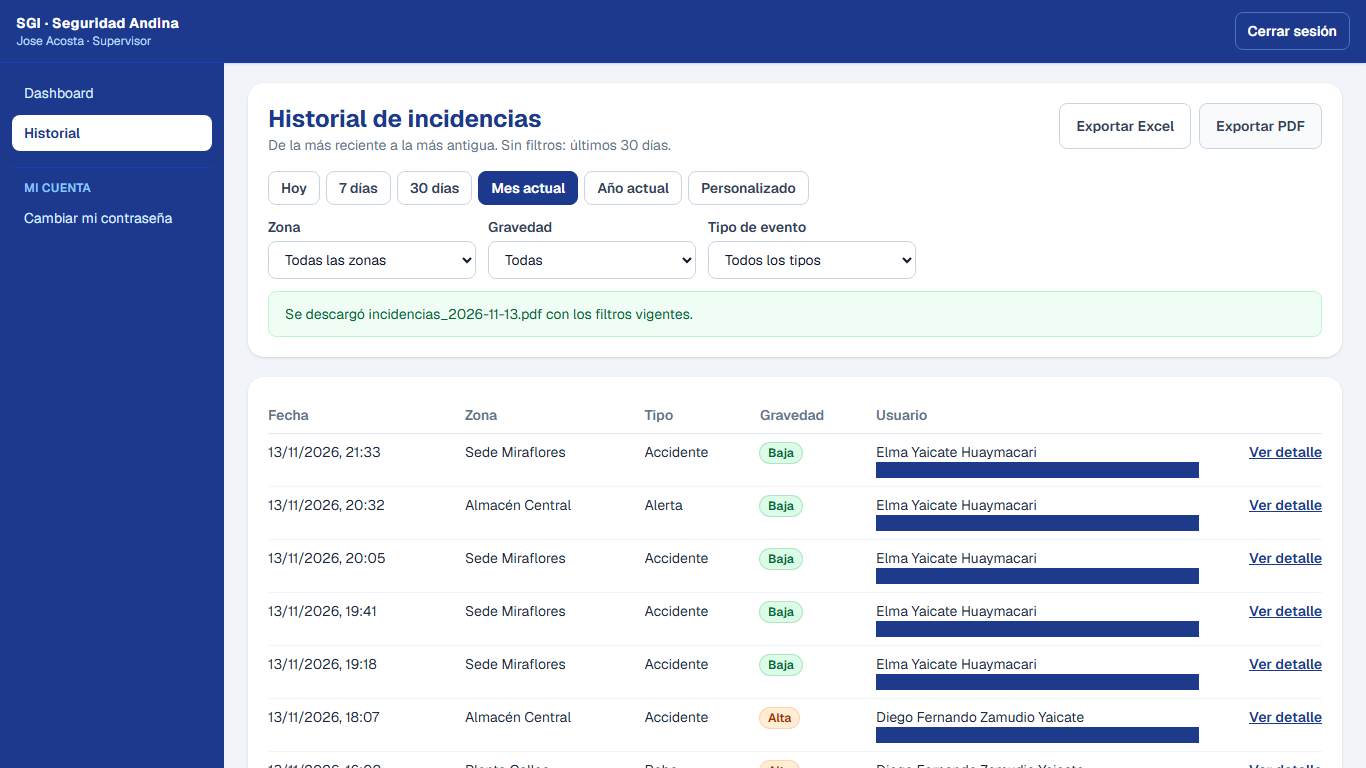 SGI · Seguridad Andina
Jose Acosta · Supervisor
Cerrar sesión
Dashboard
Historial
MI CUENTA
Cambiar mi contraseña
Historial de incidencias
De la más reciente a la más antigua. Sin filtros: últimos 30 días.
Exportar Excel
Exportar PDF
Hoy
7 días
30 días
Mes actual
Año actual
Personalizado
Zona
Gravedad
Tipo de evento
Todas las zonas
Todas
Todos los tipos
Se descargó incidencias_2026-11-13.pdf con los filtros vigentes.
Fecha Zona Tipo Gravedad Usuario
13/11/2026, 21:33 Sede Miraflores Accidente Baja Elma Yaicate Huaymacari Ver detalle
13/11/2026, 20:32 Almacén Central Alerta Baja Elma Yaicate Huaymacari Ver detalle
13/11/2026, 20:05 Sede Miraflores Accidente Baja Elma Yaicate Huaymacari Ver detalle
13/11/2026, 19:41 Sede Miraflores Accidente Baja Elma Yaicate Huaymacari Ver detalle
13/11/2026, 19:18 Sede Miraflores Accidente Baja Elma Yaicate Huaymacari Ver detalle
13/11/2026, 18:07 Almacén Central Accidente Alta Diego Fernando Zamudio Yaicate Ver detalle